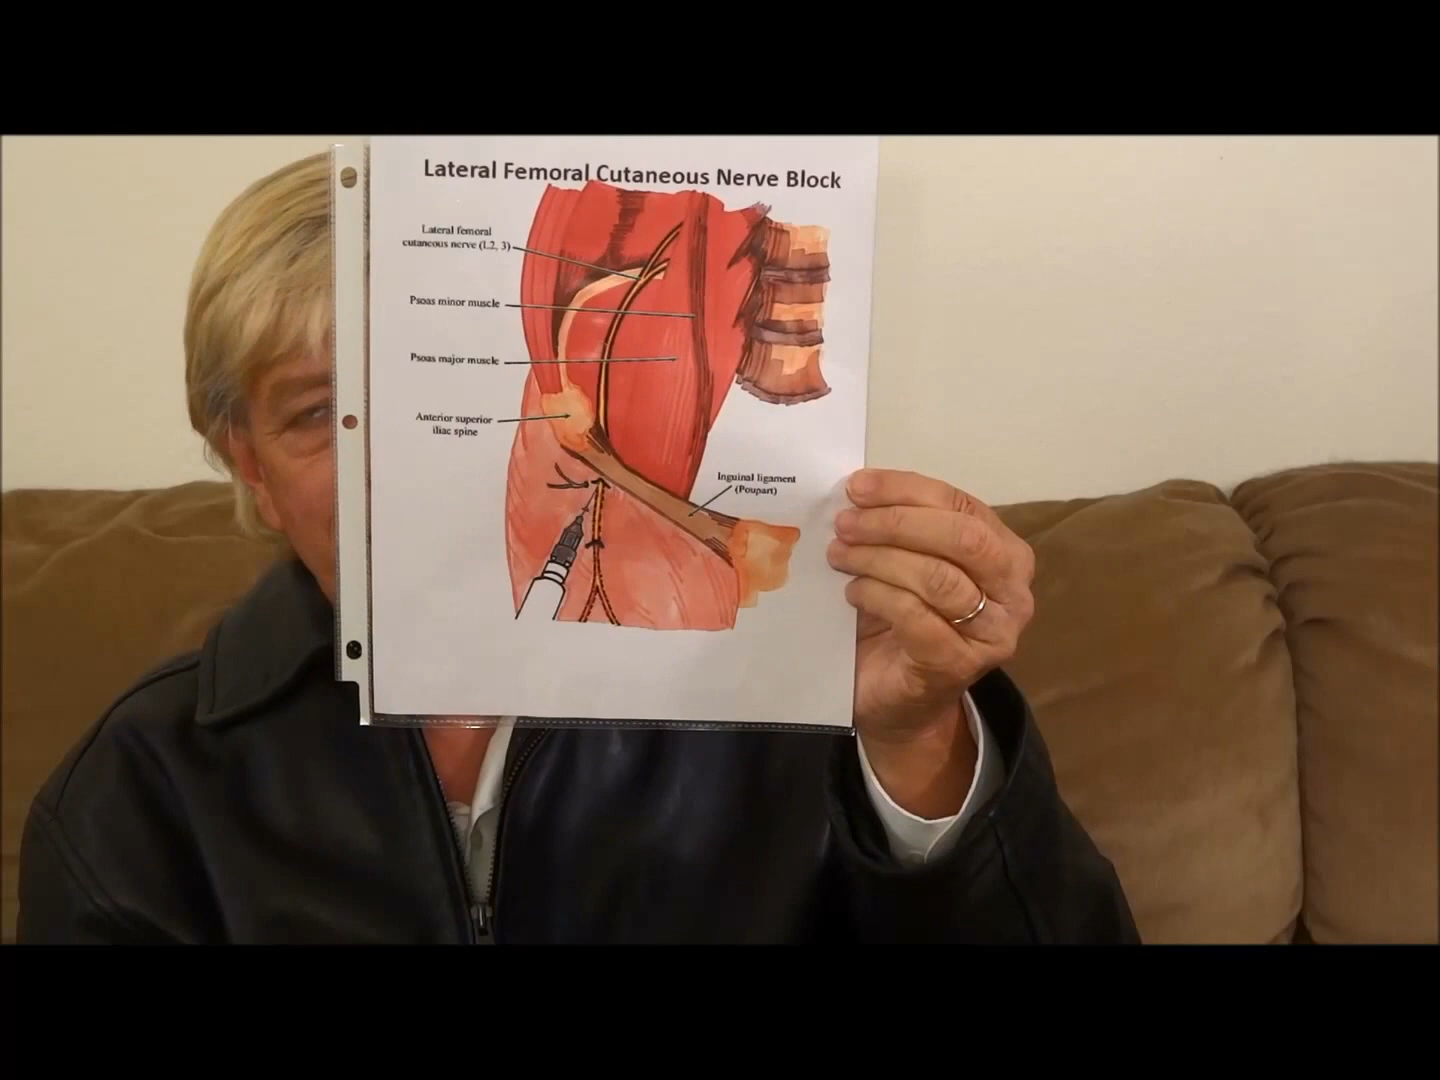 Lateral Femoral Cutaneous Nerve Block
Lateral femoral
cutaneous nerve (L2, 3)
Psoas minor muscle
Psoas major muscle
Anterior superior
iliac spine
Inguinal ligament
(Poupart)